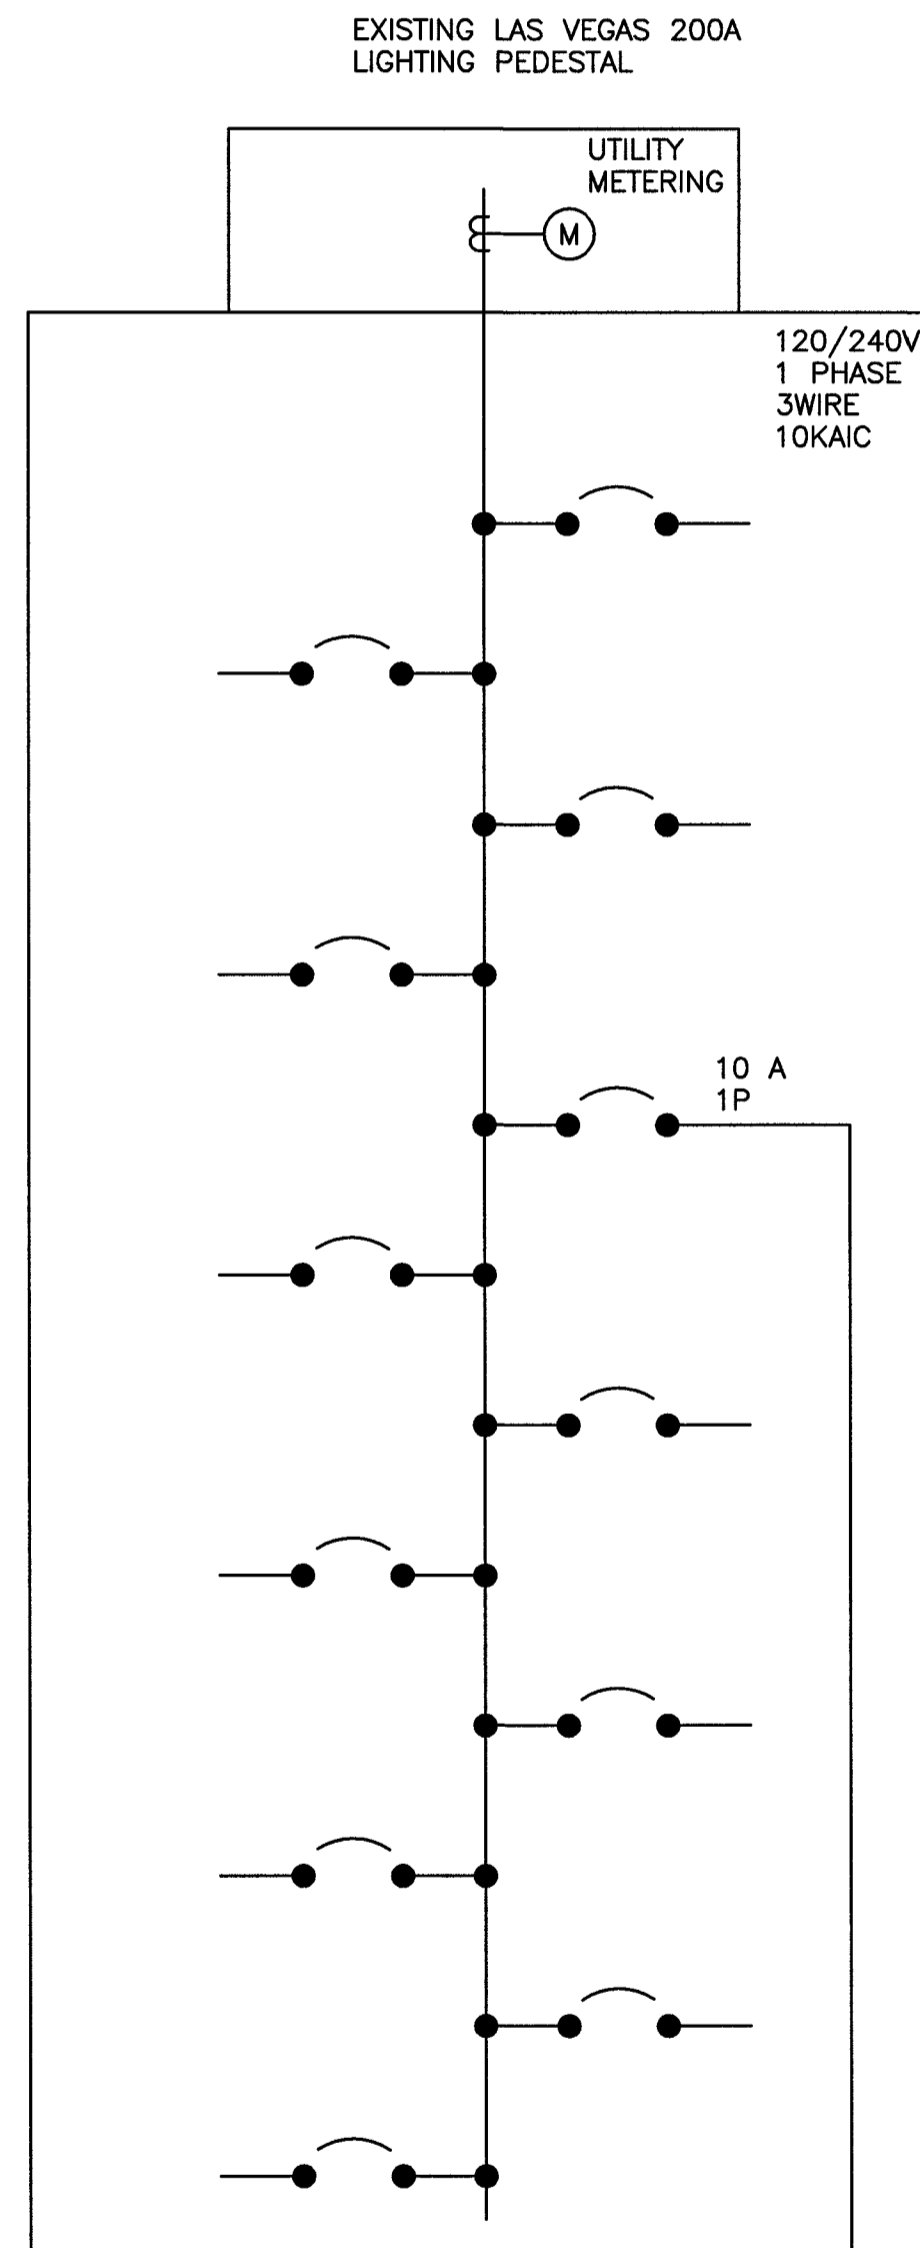 EXISTING LAS VEGAS 200A
LIGHTING PEDESTAL
UTILITY
METERING
M
120/240V
1 PHASE
3WIRE
10KAIC
10 A
1P